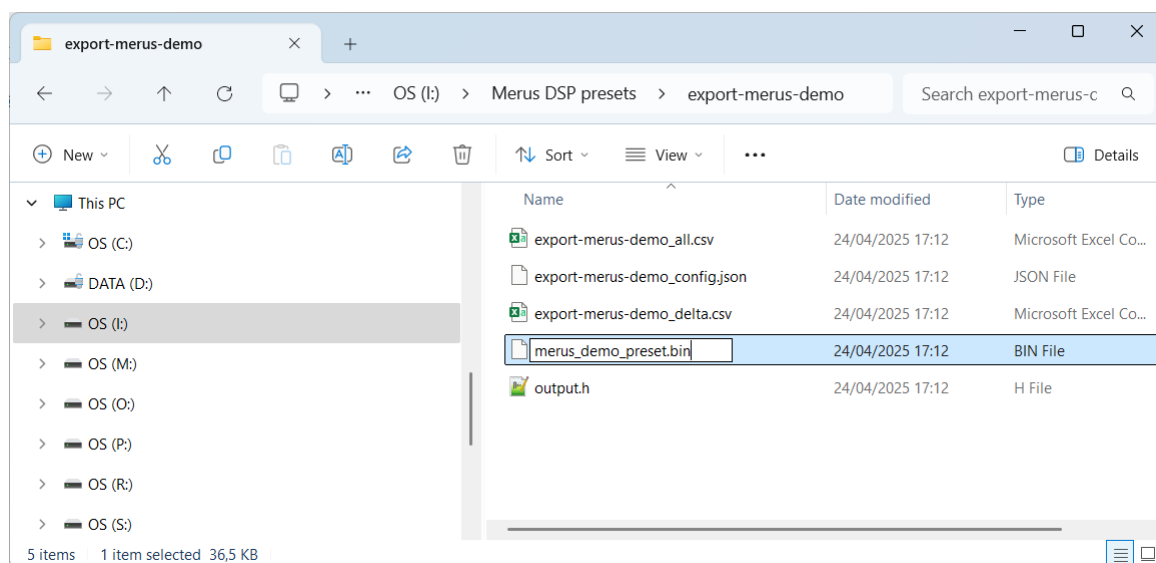 export-merus-demo
OS (I:) > Merus DSP presets > export-merus-demo
Search export-merus-c
New
Sort
View
Details
This PC
OS (C:)
DATA (D:)
OS (I:)
OS (M:)
OS (O:)
OS (P:)
OS (R:)
OS (S:)
Name Date modified Type
export-merus-demo_all.csv 24/04/2025 17:12 Microsoft Excel Co...
export-merus-demo_config.json 24/04/2025 17:12 JSON File
export-merus-demo_delta.csv 24/04/2025 17:12 Microsoft Excel Co...
merus_demo_preset.bin 24/04/2025 17:12 BIN File
output.h 24/04/2025 17:12 H File
5 items 1 item selected 36,5 KB